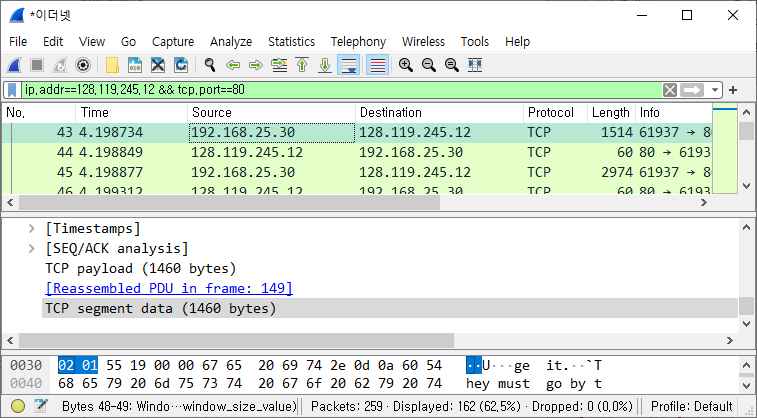 *이더넷
File Edit View Go Capture Analyze Statistics Telephony Wireless Tools Help
ip,addr==128,119,245,12 && tcp,port==80
No. Time Source Destination Protocol Length Info
43 4.198734 192.168.25.30 128.119.245.12 TCP 1514 61937 → 8
44 4.198849 128.119.245.12 192.168.25.30 TCP 60 80 → 6193
45 4.198877 192.168.25.30 128.119.245.12 TCP 2974 61937 → 8
46 4.199312 128.119.245.12 192.168.25.30 TCP 60 80 → 6193
[Timestamps]
[SEQ/ACK analysis]
TCP payload (1460 bytes)
[Reassembled PDU in frame: 149]
TCP segment data (1460 bytes)
0030 02 01 55 19 00 00 67 65 20 69 74 2e 0d 0a 60 54 ··U···ge it.··`T
0040 68 65 79 20 6d 75 73 74 20 67 6f 20 62 79 20 74 hey must go by t
Bytes 48-49: Windo···window_size_value) Packets: 259 · Displayed: 162 (62,5%) · Dropped: 0 (0,0%) Profile: Default